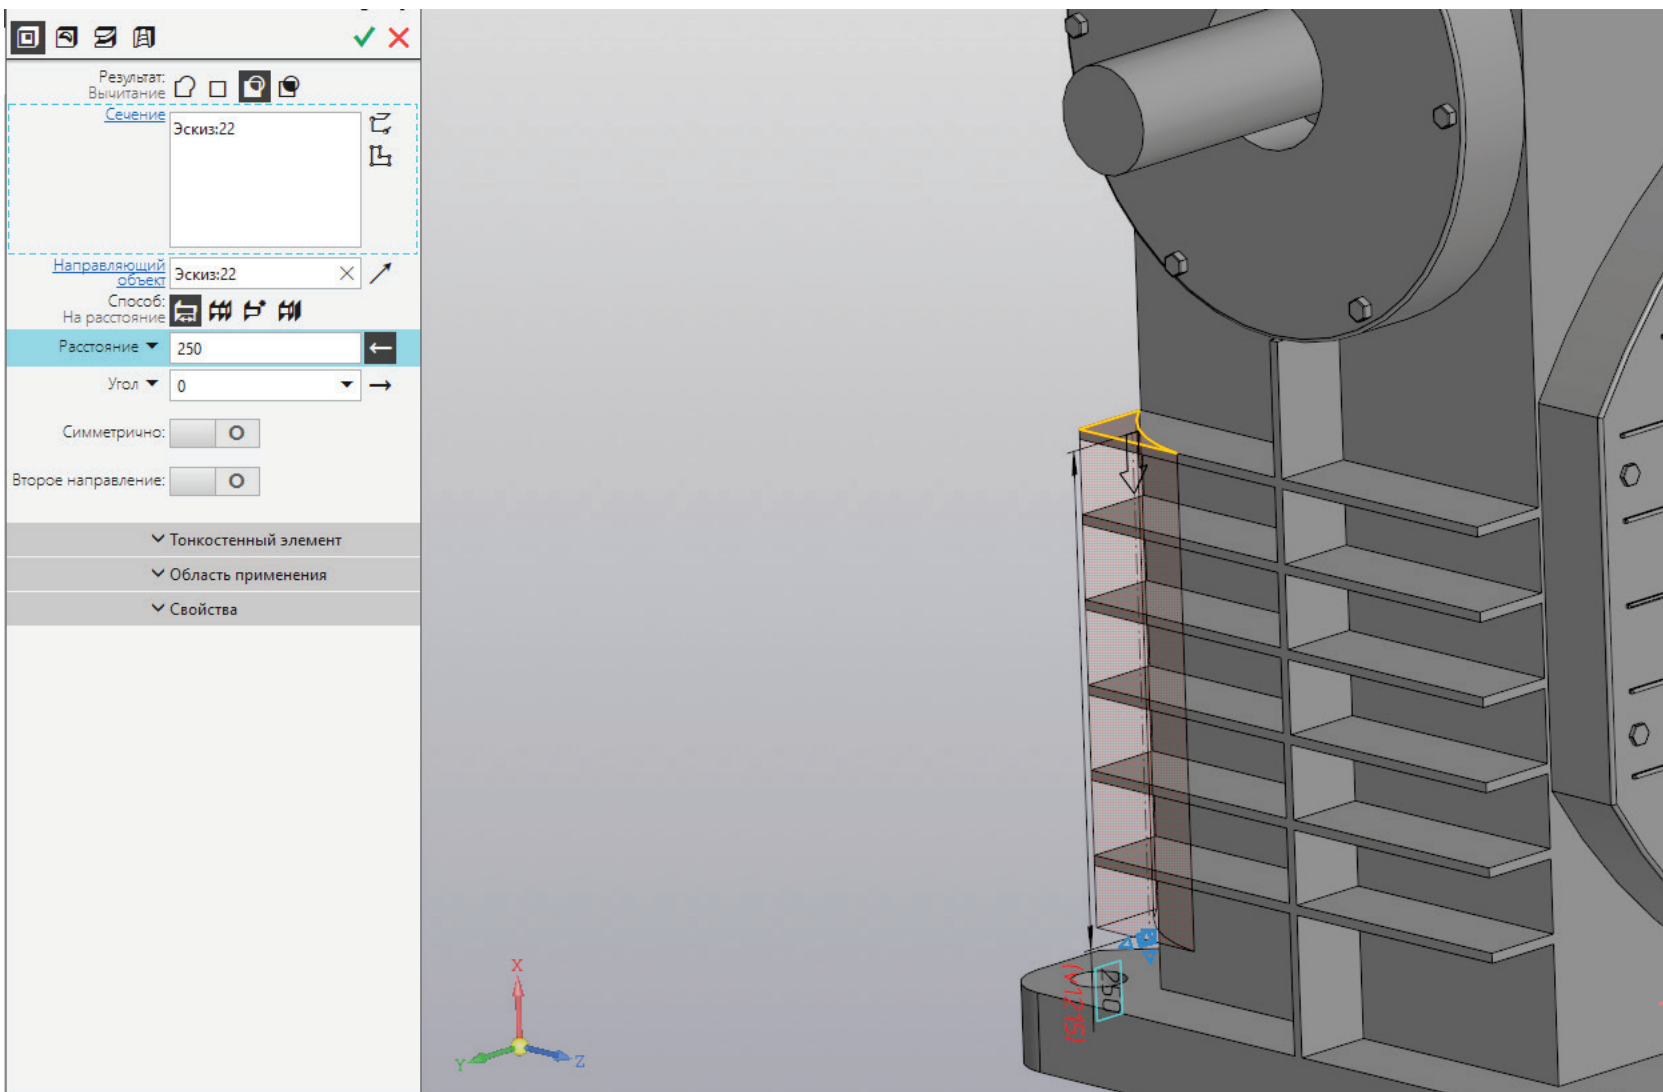 Результат:
Вычитание
Сечение
Эскиз:22
Направляющий
объект
Эскиз:22
Способ:
На расстояние
Расстояние
250
Угол
0
Симметрично:
Второе направление:
Тонкостенный элемент
Область применения
Свойства
250
(v1215)
X
Y
Z